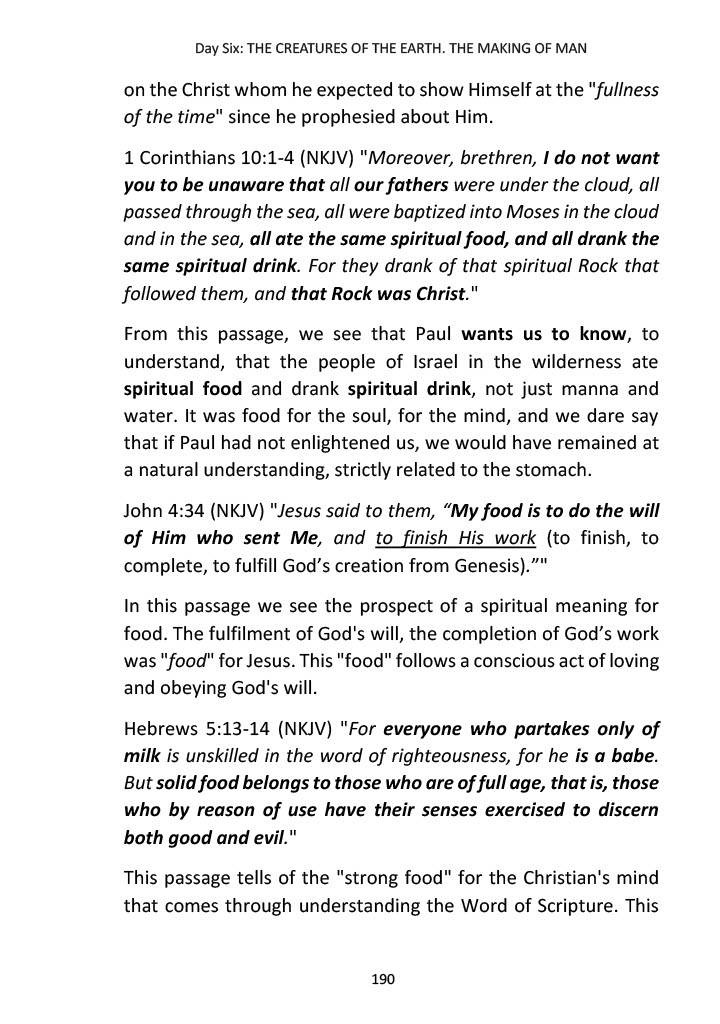 Day Six: THE CREATURES OF THE EARTH. THE MAKING OF MAN
on the Christ whom he expected to show Himself at the "fullness
of the time" since he prophesied about Him.
1 Corinthians 10:1-4 (NKJV) "Moreover, brethren, I do not want
you to be unaware that all our fathers were under the cloud, all
passed through the sea, all were baptized into Moses in the cloud
and in the sea, all ate the same spiritual food, and all drank the
same spiritual drink. For they drank of that spiritual Rock that
followed them, and that Rock was Christ."
From this passage, we see that Paul wants us to know, to
understand, that the people of Israel in the wilderness ate
spiritual food and drank spiritual drink, not just manna and
water. It was food for the soul, for the mind, and we dare say
that if Paul had not enlightened us, we would have remained at
a natural understanding, strictly related to the stomach.
John 4:34 (NKJV) "Jesus said to them, “My food is to do the will
of Him who sent Me, and to finish His work (to finish, to
complete, to fulfill God’s creation from Genesis).”"
In this passage we see the prospect of a spiritual meaning for
food. The fulfilment of God's will, the completion of God’s work
was "food" for Jesus. This "food" follows a conscious act of loving
and obeying God's will.
Hebrews 5:13-14 (NKJV) "For everyone who partakes only of
milk is unskilled in the word of righteousness, for he is a babe.
But solid food belongs to those who are of full age, that is, those
who by reason of use have their senses exercised to discern
both good and evil."
This passage tells of the "strong food" for the Christian's mind
that comes through understanding the Word of Scripture. This
190